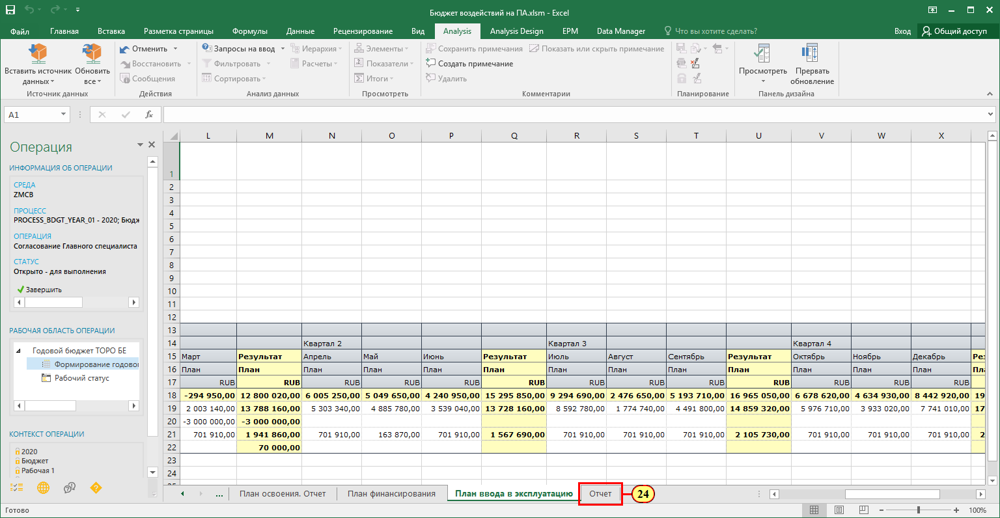 Бюджет воздействий на ПА.xlsm - Excel
Файл Главная Вставка Разметка страницы Формулы Данные Рецензирование Вид Analysis Analysis Design EPM Data Manager Что вы хотите сделать? Вход Общий доступ
Вставить источник данных
Обновить все
Источник данных
Отменить
Восстановить
Сообщения
Действия
Запросы на ввод
Фильтровать
Сортировать
Иерархия
Расчеты
Анализ данных
Элементы
Показатели
Итоги
Просмотреть
Сохранить примечания
Показать или скрыть примечание
Создать примечание
Удалить
Комментарии
Планирование
Просмотреть
Прервать обновление
Панель дизайна
A1
fx
Операция
ИНФОРМАЦИЯ ОБ ОПЕРАЦИИ
СРЕДА
ZMCB
ПРОЦЕСС
PROCESS_BDGT_YEAR_01 - 2020; Бюдж
ОПЕРАЦИЯ
Согласование Главного специалиста
СТАТУС
Открыто - для выполнения
Завершить
РАБОЧАЯ ОБЛАСТЬ ОПЕРАЦИИ
Годовой бюджет ТОРО БЕ
Формирование годово
Рабочий статус
КОНТЕКСТ ОПЕРАЦИИ
2020
Бюджет
Рабочая 1
L M N O P Q R S T U V W X
1
2
3
4
5
6
7
8
9
10
11
12
13
14 Квартал 2 Квартал 3 Квартал 4
15 Март Результат Апрель Май Июнь Результат Июль Август Сентябрь Результат Октябрь Ноябрь Декабрь Рез
16 План План План План План План План План План План План План План Пла
17 RUB RUB RUB RUB RUB RUB RUB RUB RUB RUB RUB RUB RUB
18 -294 950,00 12 800 020,00 6 005 250,00 5 049 650,00 4 240 950,00 15 295 850,00 9 294 690,00 2 476 650,00 5 193 710,00 16 965 050,00 6 678 620,00 4 634 930,00 8 442 920,00 19
19 2 003 140,00 13 788 160,00 5 303 340,00 4 885 780,00 3 539 040,00 13 728 160,00 8 592 780,00 1 774 740,00 4 491 800,00 14 859 320,00 5 976 710,00 3 933 020,00 7 741 010,00 17
20 -3 000 000,00 -3 000 000,00
21 701 910,00 1 941 860,00 701 910,00 163 870,00 701 910,00 1 567 690,00 701 910,00 701 910,00 701 910,00 2 105 730,00 701 910,00 701 910,00 701 910,00 2
22 70 000,00
23
24
... План освоения. Отчет План финансирования План ввода в эксплуатацию Отчет 24
Готово 100%